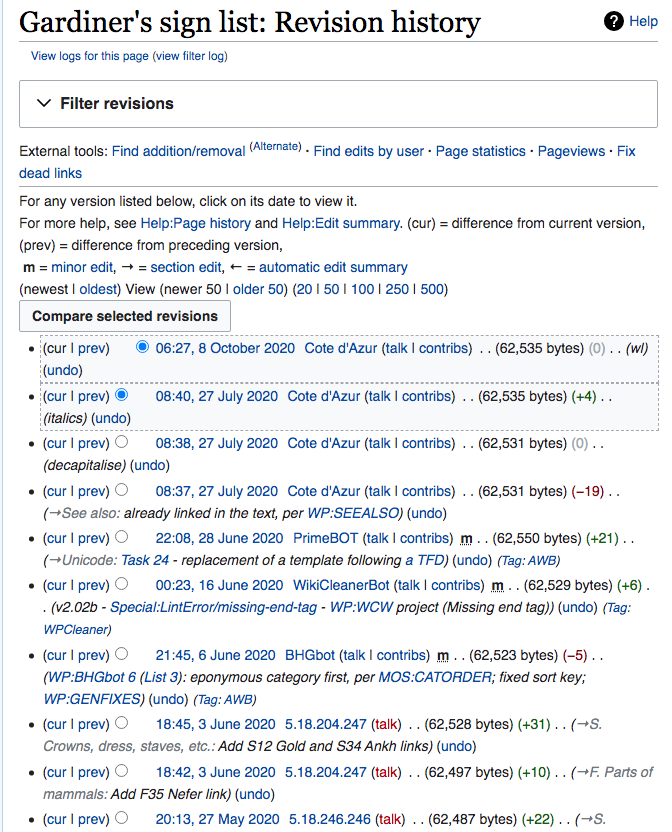 Gardiner's sign list: Revision history
? Help
View logs for this page (view filter log)
Filter revisions
External tools: Find addition/removal (Alternate) · Find edits by user · Page statistics · Pageviews · Fix
dead links
For any version listed below, click on its date to view it.
For more help, see Help:Page history and Help:Edit summary. (cur) = difference from current version,
(prev) = difference from preceding version,
m = minor edit, → = section edit, ← = automatic edit summary
(newest | oldest) View (newer 50 | older 50) (20 | 50 | 100 | 250 | 500)
Compare selected revisions
• (cur | prev) 06:27, 8 October 2020 Cote d'Azur (talk | contribs) . . (62,535 bytes) (0) . . (wl)
(undo)
• (cur | prev) 08:40, 27 July 2020 Cote d'Azur (talk | contribs) . . (62,535 bytes) (+4) . .
(italics) (undo)
• (cur | prev) 08:38, 27 July 2020 Cote d'Azur (talk | contribs) . . (62,531 bytes) (0) . .
(decapitalise) (undo)
• (cur | prev) 08:37, 27 July 2020 Cote d'Azur (talk | contribs) . . (62,531 bytes) (−19) . .
(→See also: already linked in the text, per WP:SEEALSO) (undo)
• (cur | prev) 22:08, 28 June 2020 PrimeBOT (talk | contribs) m . . (62,550 bytes) (+21) . .
(→Unicode: Task 24 - replacement of a template following a TFD) (undo) (Tag: AWB)
• (cur | prev) 00:23, 16 June 2020 WikiCleanerBot (talk | contribs) m . . (62,529 bytes) (+6) .
. (v2.02b - Special:LintError/missing-end-tag - WP:WCW project (Missing end tag)) (undo) (Tag:
WPCleaner)
• (cur | prev) 21:45, 6 June 2020 BHGbot (talk | contribs) m . . (62,523 bytes) (−5) . .
(WP:BHGbot 6 (List 3): eponymous category first, per MOS:CATORDER; fixed sort key;
WP:GENFIXES) (undo) (Tag: AWB)
• (cur | prev) 18:45, 3 June 2020 5.18.204.247 (talk) . . (62,528 bytes) (+31) . . (→S.
Crowns, dress, staves, etc.: Add S12 Gold and S34 Ankh links) (undo)
• (cur | prev) 18:42, 3 June 2020 5.18.204.247 (talk) . . (62,497 bytes) (+10) . . (→F. Parts of
mammals: Add F35 Nefer link) (undo)
• (cur | prev) 20:13, 27 May 2020 5.18.246.246 (talk) . . (62,487 bytes) (+22) . . (→S.